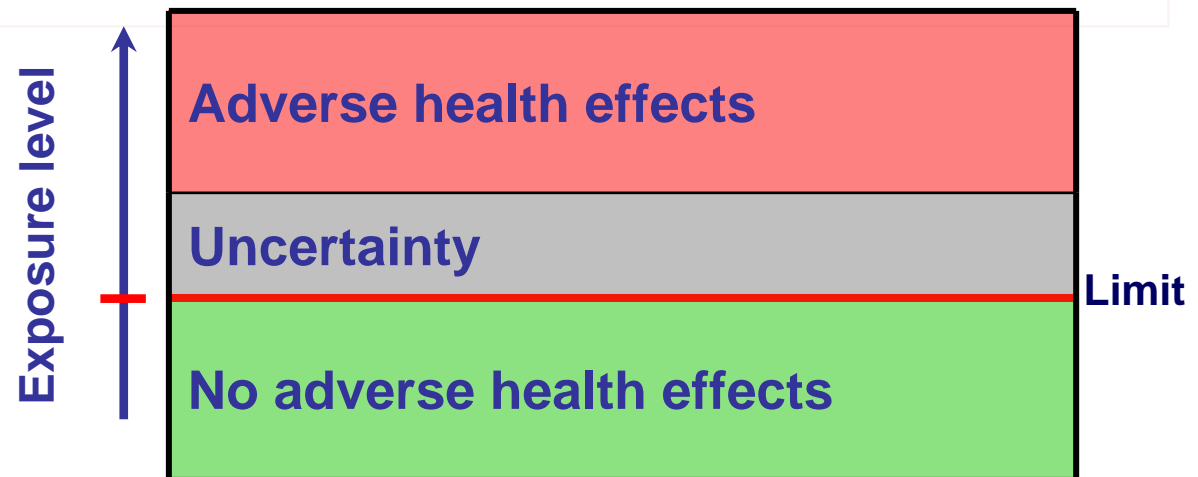 Exposure level
Adverse health effects
Uncertainty
Limit
No adverse health effects